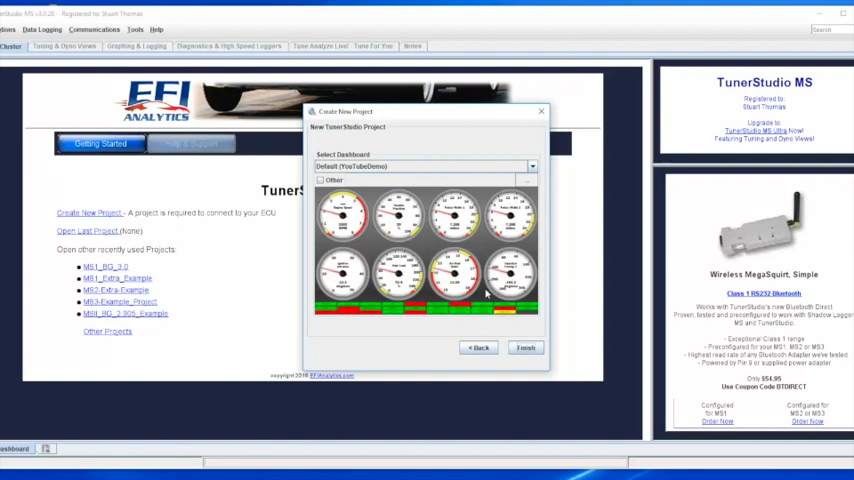 TunerStudio MS v3.0.28 - Registered to: Stuart Thomas
Data Logging Communications Tools Help
Search
Cluster Tuning & Dyno Views Graphing & Logging Diagnostics & High Speed Loggers Tune Analyze Live! Tune For You Notes
EFI
ANALYTICS
Getting Started
Help & Support
Create New Project - A project is required to connect to your ECU
Open Last Project (None)
Open other recently used Projects:
MS1_BG_3.0
MS1_Extra_Example
MS2-Extra-Example
MS3-Example_Project
MSII_BG_2.905_Example
Other Projects
EFIAnalytics.com
Create New Project
New TunerStudio Project
Select Dashboard
Default (YouTubeDemo)
Other
...
< Back
Finish
TunerStudio MS
Registered to:
Stuart Thomas
Upgrade to:
TunerStudio MS Ultra Now!
Featuring Tuning and Dyno Views!
Wireless MegaSquirt, Simple
Class 1 RS232 Bluetooth
Works with TunerStudio's new Bluetooth Direct
Proven, tested and preconfigured to work with Shadow Logger
MS and TunerStudio.
- Exceptional Class 1 range
- Preconfigured for your MS1, MS2 or MS3
- Highest read rate of any Bluetooth Adapter we've tested
- Powered by Pin 9 or supplied power adapter
Only $54.95
Use Coupon Code BTDIRECT
Configured
for MS1
Order Now
Configured for
MS2 or MS3
Order Now